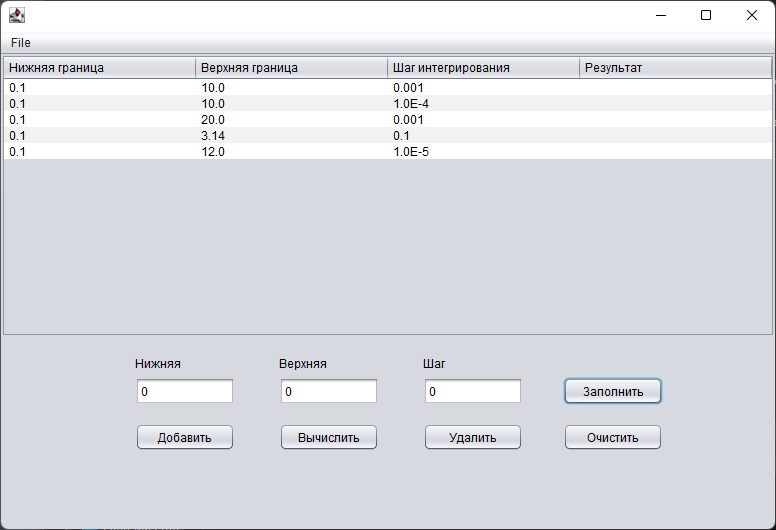 File
Нижняя граница Верхняя граница Шаг интегрирования Результат
0.1 10.0 0.001
0.1 10.0 1.0E-4
0.1 20.0 0.001
0.1 3.14 0.1
0.1 12.0 1.0E-5
Нижняя Верхняя Шаг
0 0 0 Заполнить
Добавить Вычислить Удалить Очистить